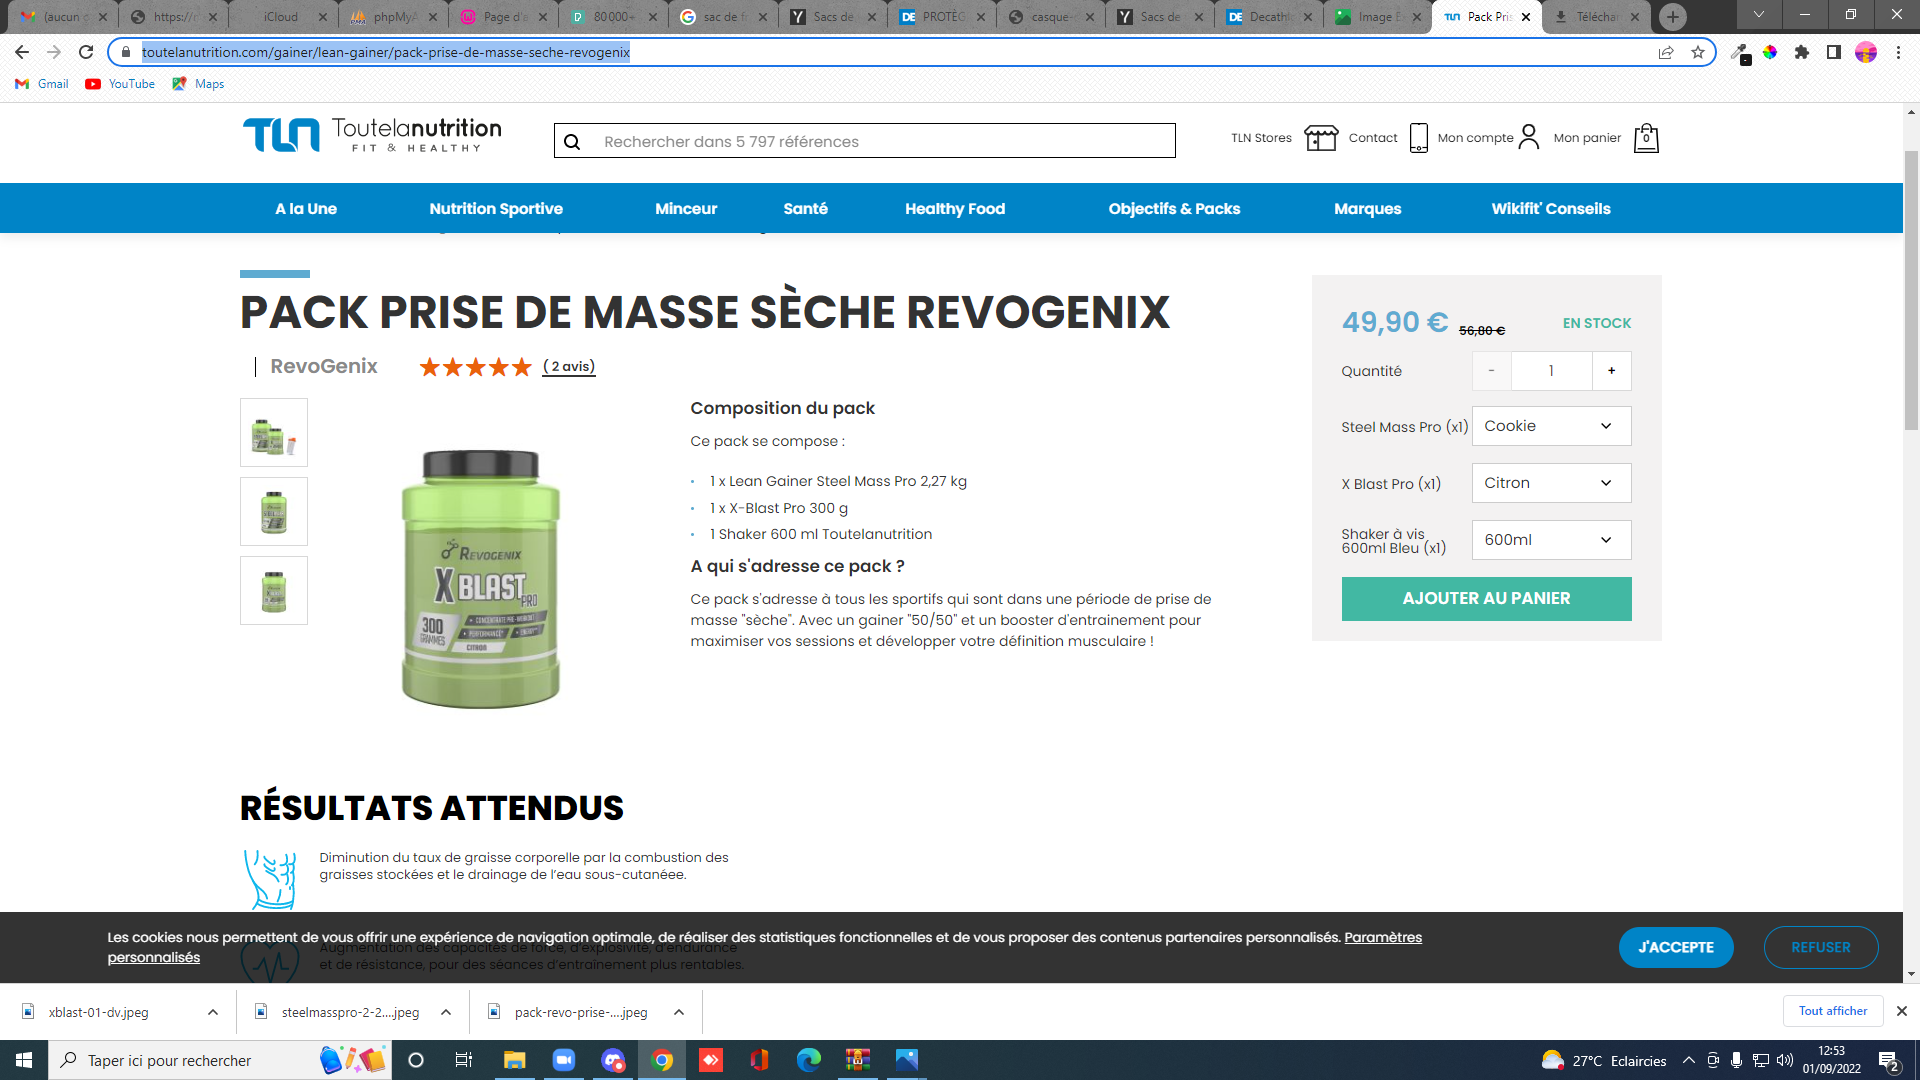 (aucun
https://
iCloud
phpMyA
Page d'e
80 000+
sac de f
Sacs de
PROTÈG
casque-
Sacs de
Decathl
Image E
Pack Pris
Téléchar
toutelanutrition.com/gainer/lean-gainer/pack-prise-de-masse-seche-revogenix
Gmail
YouTube
Maps
TLN Toutelanutrition
FIT & HEALTHY
Rechercher dans 5 797 références
TLN Stores
Contact
Mon compte
Mon panier
0
A la Une
Nutrition Sportive
Minceur
Santé
Healthy Food
Objectifs & Packs
Marques
Wikifit' Conseils
PACK PRISE DE MASSE SÈCHE REVOGENIX
RevoGenix
( 2 avis)
Composition du pack
Ce pack se compose :
1 x Lean Gainer Steel Mass Pro 2,27 kg
1 x X-Blast Pro 300 g
1 Shaker 600 ml Toutelanutrition
A qui s'adresse ce pack ?
Ce pack s'adresse à tous les sportifs qui sont dans une période de prise de
masse "sèche". Avec un gainer "50/50" et un booster d'entrainement pour
maximiser vos sessions et développer votre définition musculaire !
REVOGENIX
X BLAST
PRO
300
GRAMMES
CONCENTRATE PRE-WORKOUT
PERFORMANCE
ENERGY
CITRON
49,90 €
56,80 €
EN STOCK
Quantité
-
1
+
Steel Mass Pro (x1)
Cookie
X Blast Pro (x1)
Citron
Shaker à vis
600ml Bleu (x1)
600ml
AJOUTER AU PANIER
RÉSULTATS ATTENDUS
Diminution du taux de graisse corporelle par la combustion des
graisses stockées et le drainage de l'eau sous-cutanéee.
Augmentation des capacités de force, d'explosivité, d'endurance
et de résistance, pour des séances d'entraînement plus rentables.
Les cookies nous permettent de vous offrir une expérience de navigation optimale, de réaliser des statistiques fonctionnelles et de vous proposer des contenus partenaires personnalisés. Paramètres
personnalisés
J'ACCEPTE
REFUSER
xblast-01-dv.jpeg
steelmasspro-2-2....jpeg
pack-revo-prise-....jpeg
Tout afficher
Taper ici pour rechercher
27°C Eclaircies
12:53
01/09/2022
2